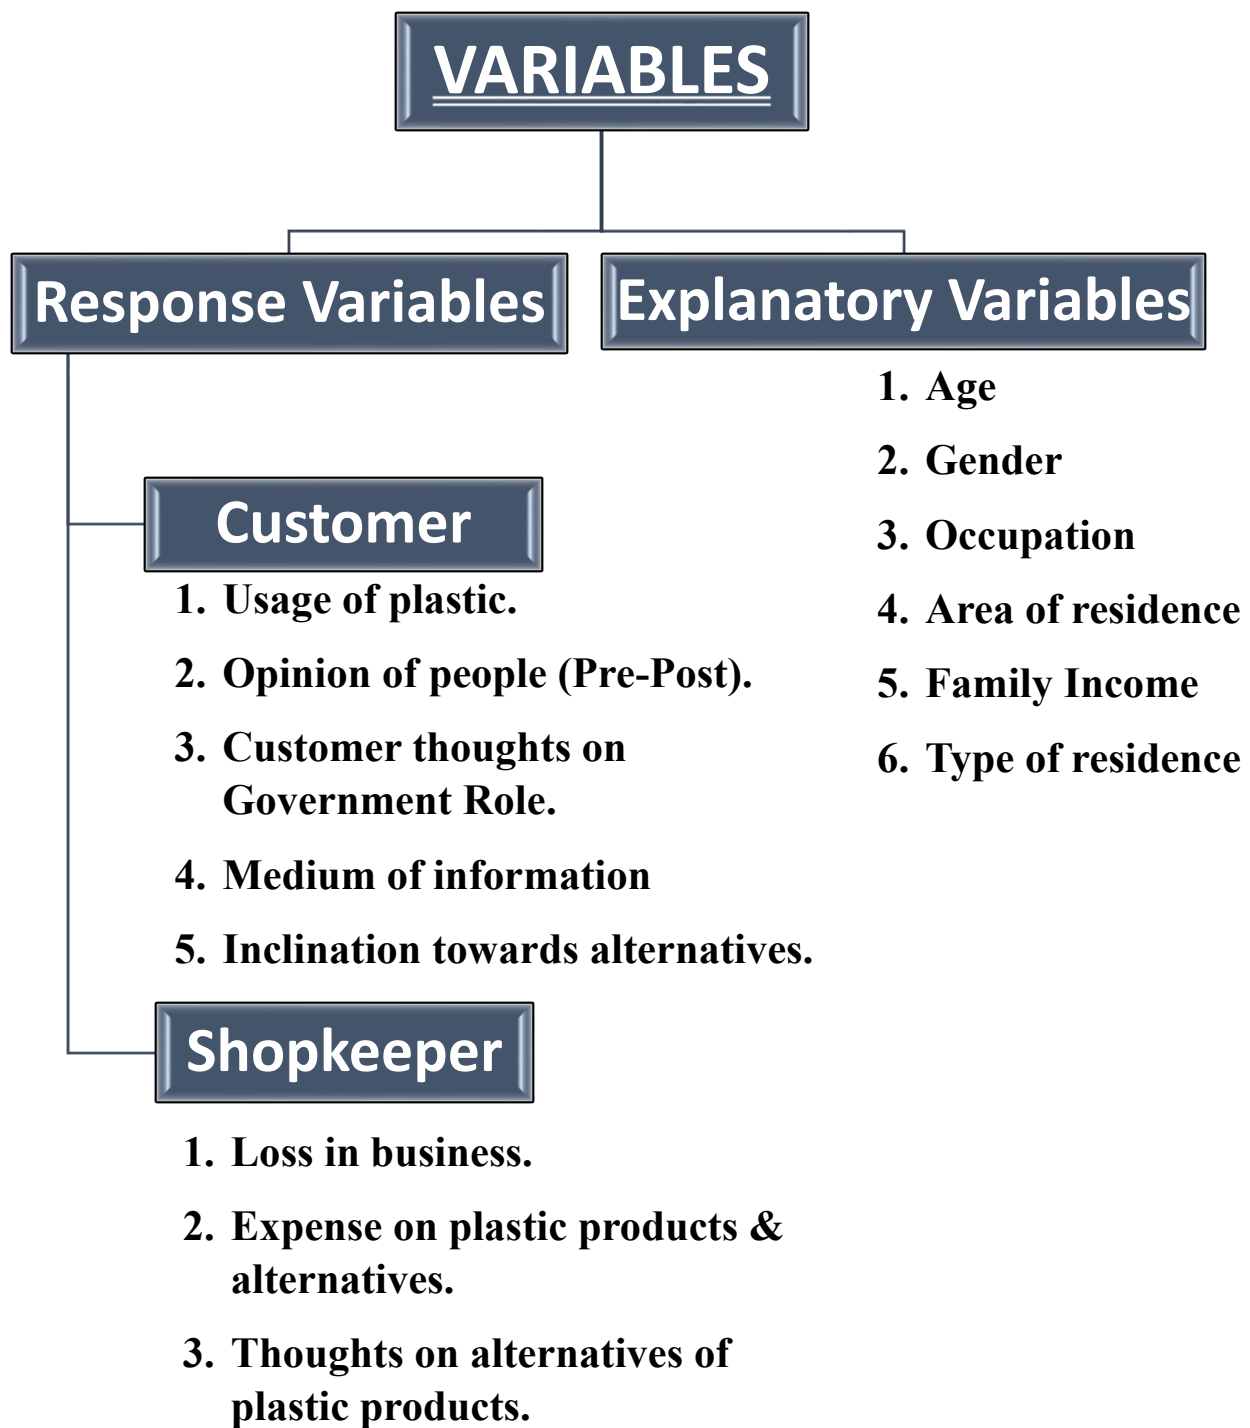 VARIABLES
Response Variables
Explanatory Variables
1. Age
2. Gender
3. Occupation
4. Area of residence
5. Family Income
6. Type of residence
Customer
1. Usage of plastic.
2. Opinion of people (Pre-Post).
3. Customer thoughts on
Government Role.
4. Medium of information
5. Inclination towards alternatives.
Shopkeeper
1. Loss in business.
2. Expense on plastic products &
alternatives.
3. Thoughts on alternatives of
plastic products.